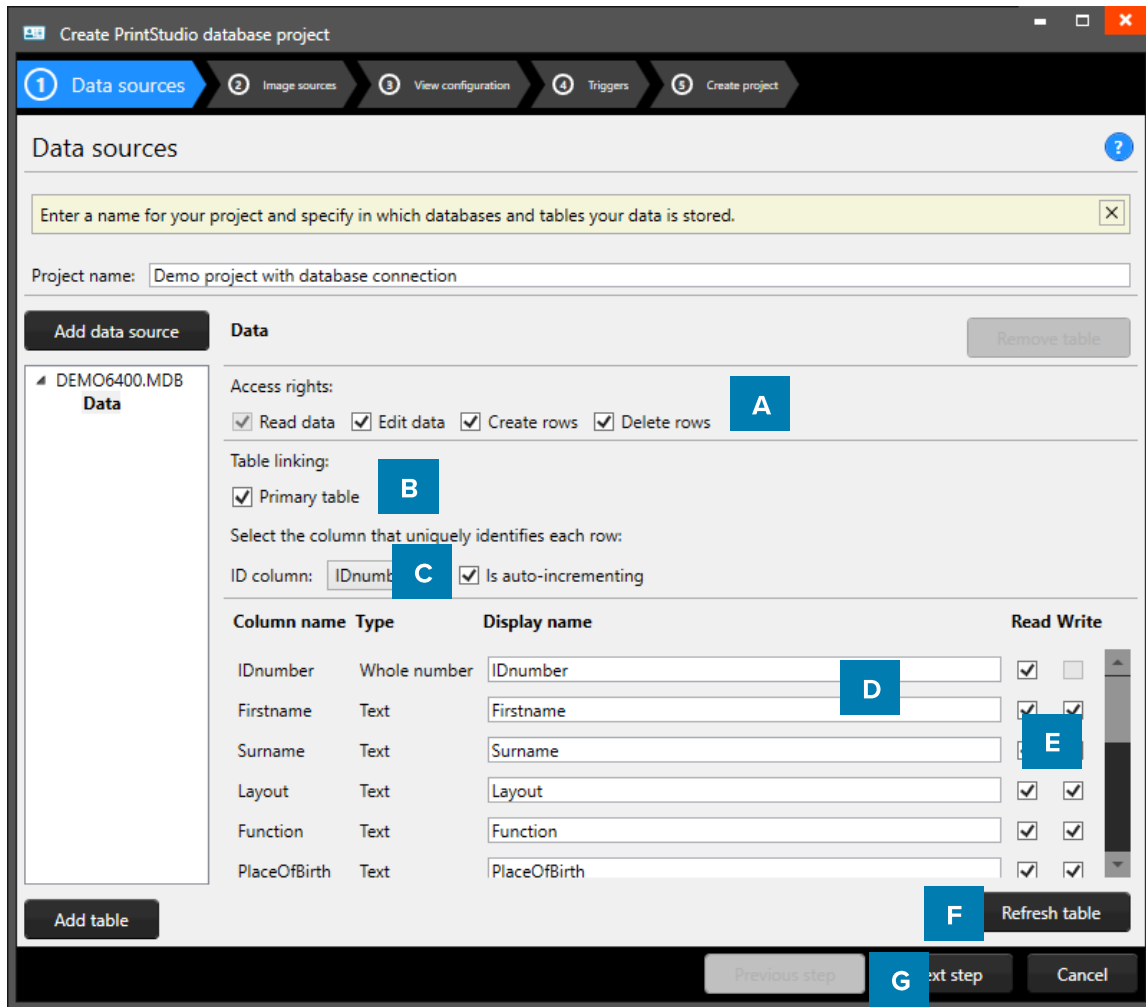 Create PrintStudio database project
1 Data sources 2 Image sources 3 View configuration 4 Triggers 5 Create project
Data sources ?
Enter a name for your project and specify in which databases and tables your data is stored.
Project name: Demo project with database connection
Add data source Data Remove table
DEMO6400.MDB
Data
Access rights:
Read data Edit data Create rows Delete rows A
Table linking:
Primary table B
Select the column that uniquely identifies each row:
ID column: C Is auto-incrementing
Column name Type Display name Read Write
IDnumber Whole number IDnumber D
Firstname Text Firstname
Surname Text Surname E
Layout Text Layout
Function Text Function
PlaceOfBirth Text PlaceOfBirth
Add table F Refresh table
Previous step G step Cancel